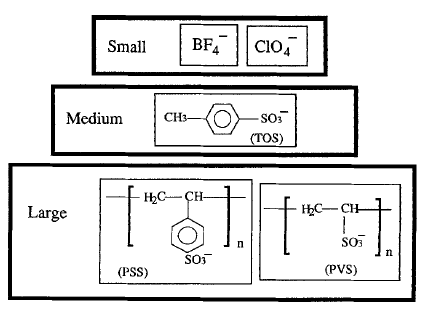 Small BF4⁻ ClO4⁻
Medium CH3 SO3⁻
(TOS)
Large
H2C CH n
SO3⁻
(PSS)
H2C CH n
SO3⁻
(PVS)